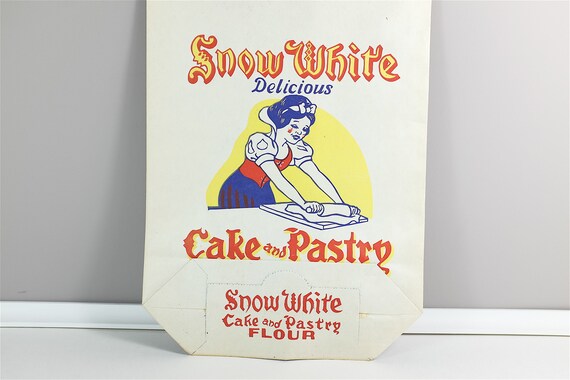 Snow White
Delicious
Cake and Pastry
Snow White
Cake and Pastry
FLOUR